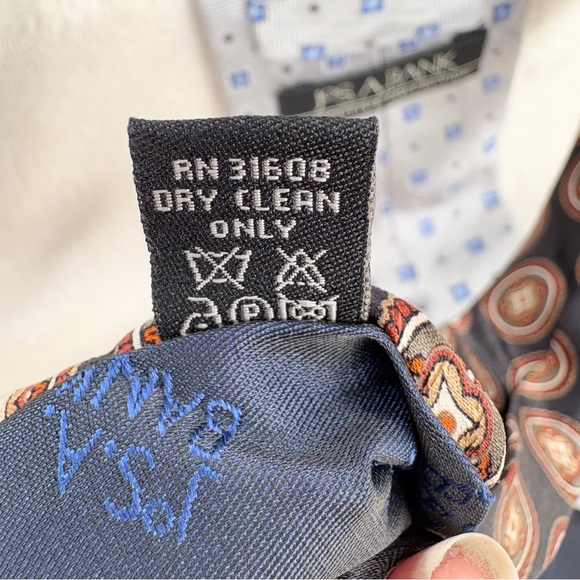 JOS A BANK
RN 31608
DRY CLEAN
ONLY
P
JoS.A.
BANK